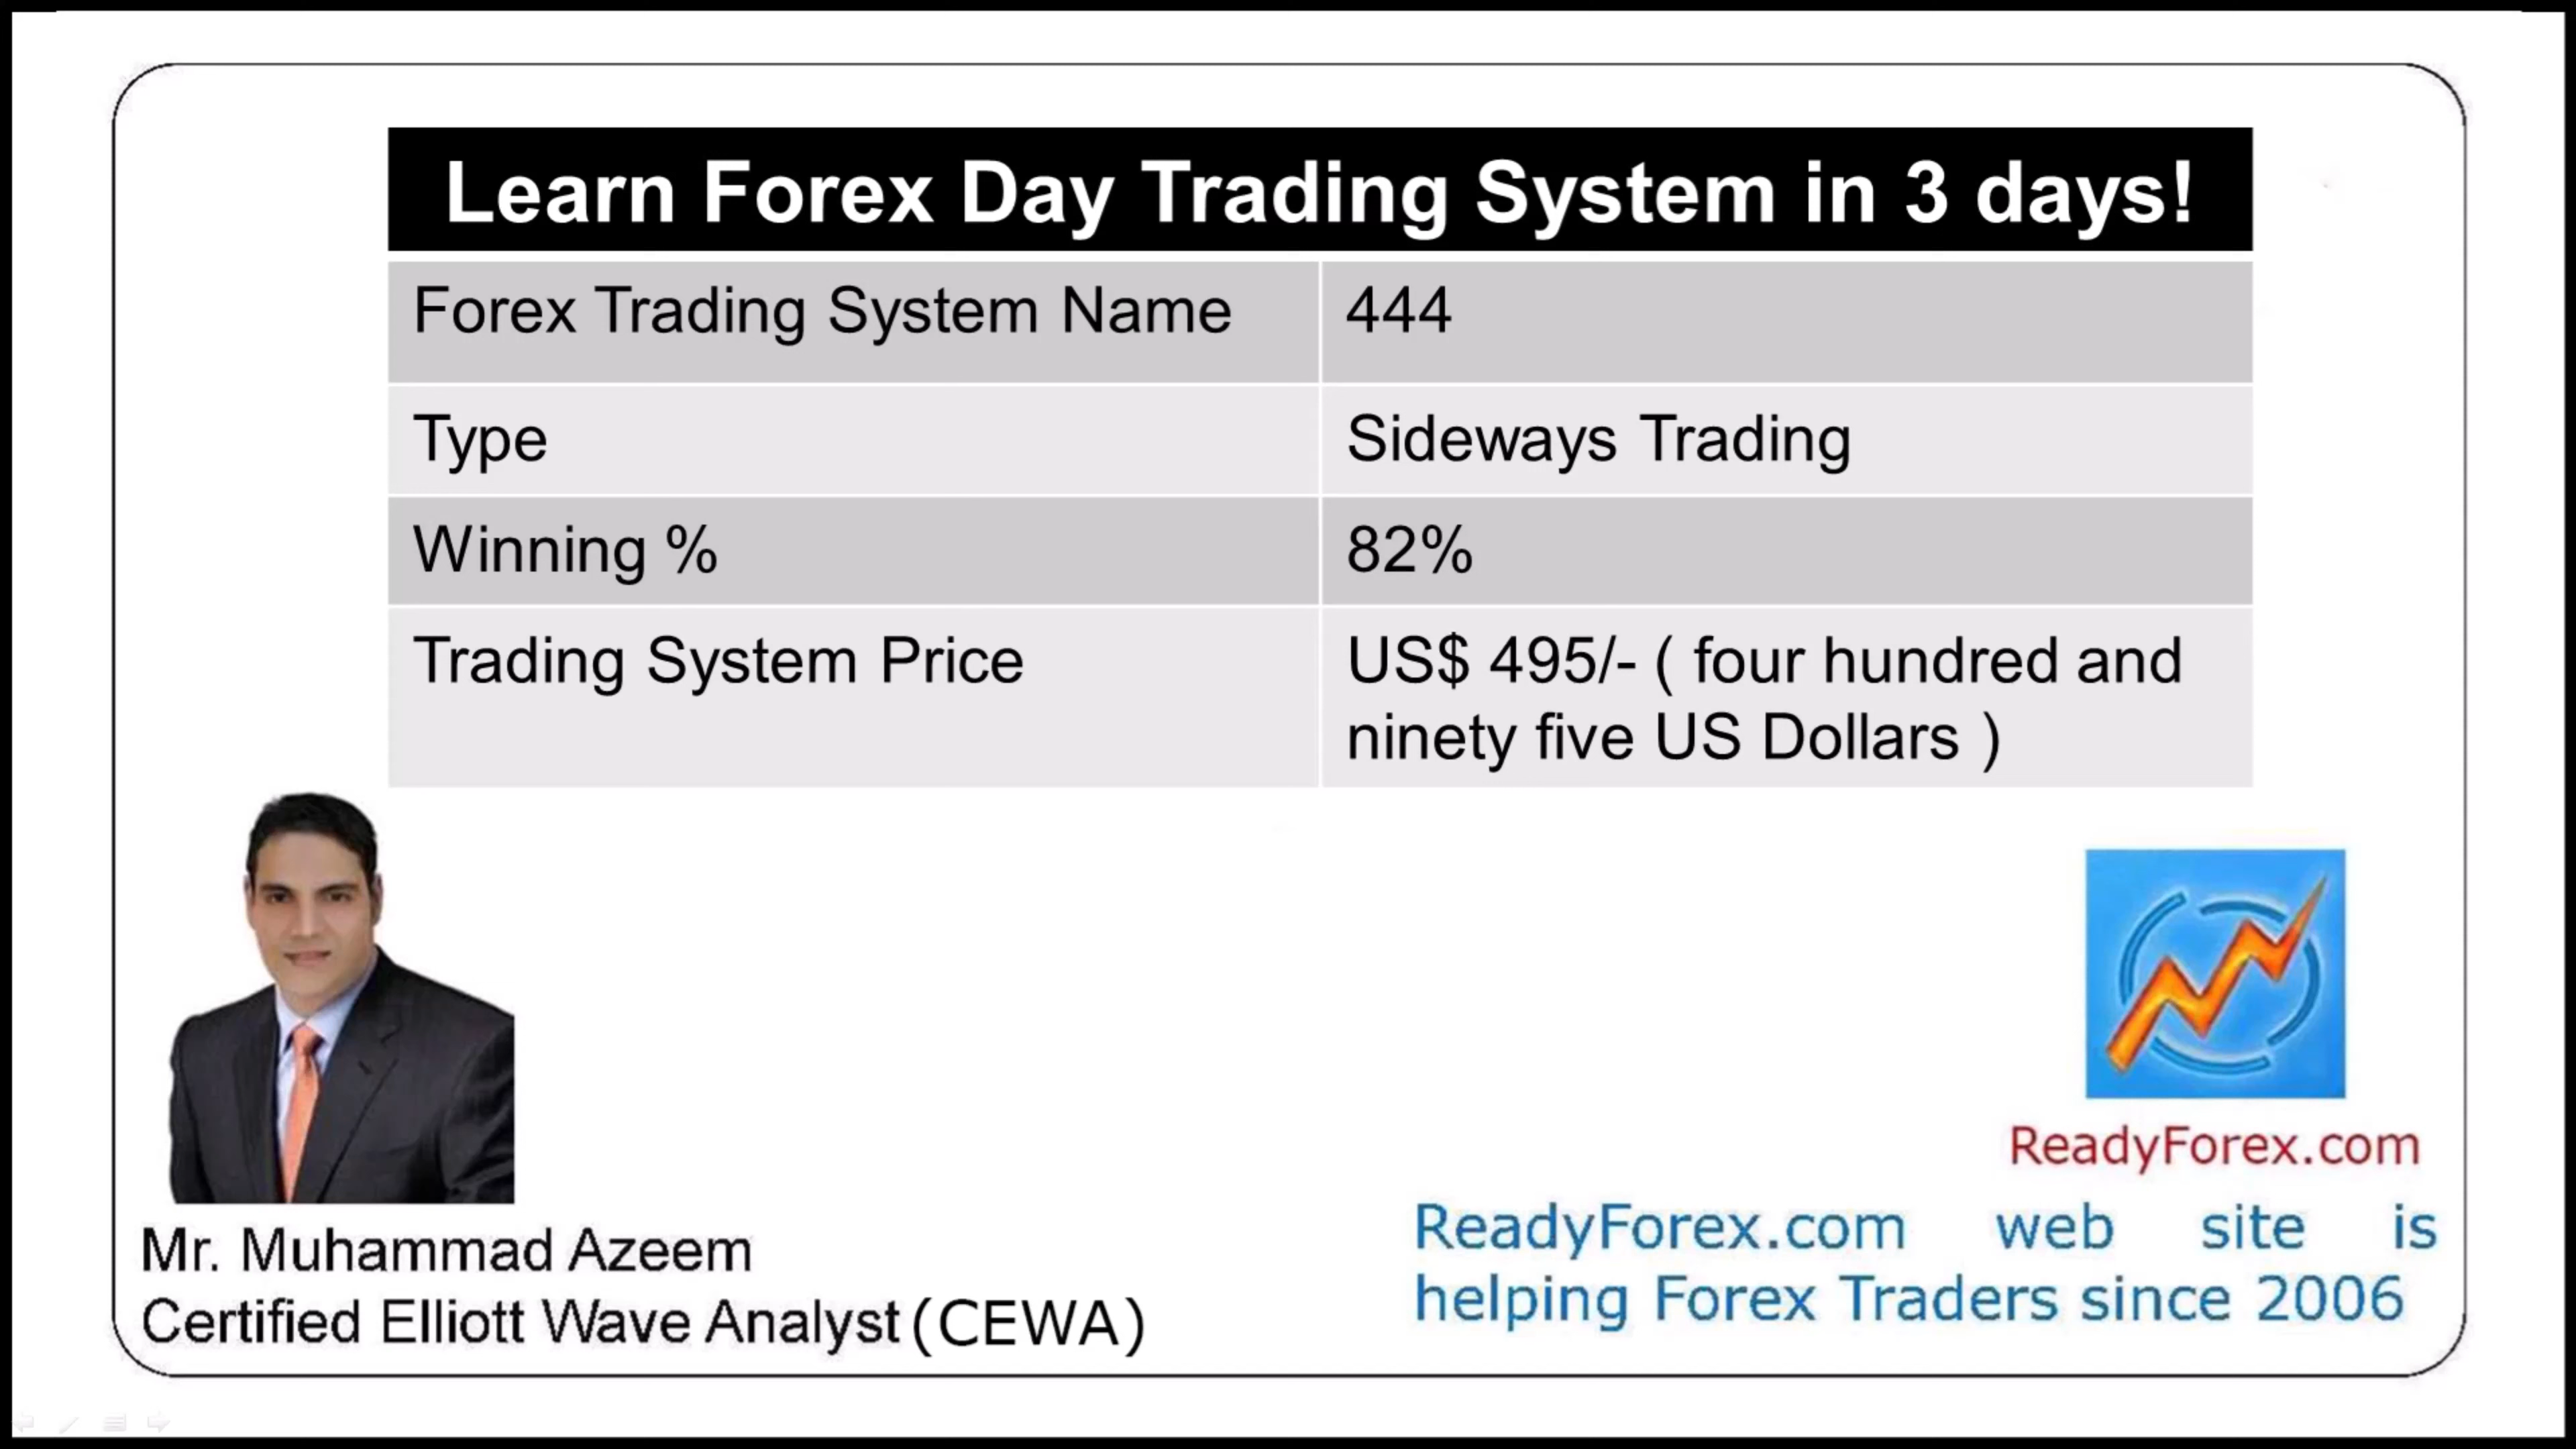 Learn Forex Day Trading System in 3 days!
Forex Trading System Name 444
Type Sideways Trading
Winning % 82%
Trading System Price US$ 495/- ( four hundred and
ninety five US Dollars )
Mr. Muhammad Azeem
Certified Elliott Wave Analyst (CEWA)
ReadyForex.com
ReadyForex.com web site is
helping Forex Traders since 2006